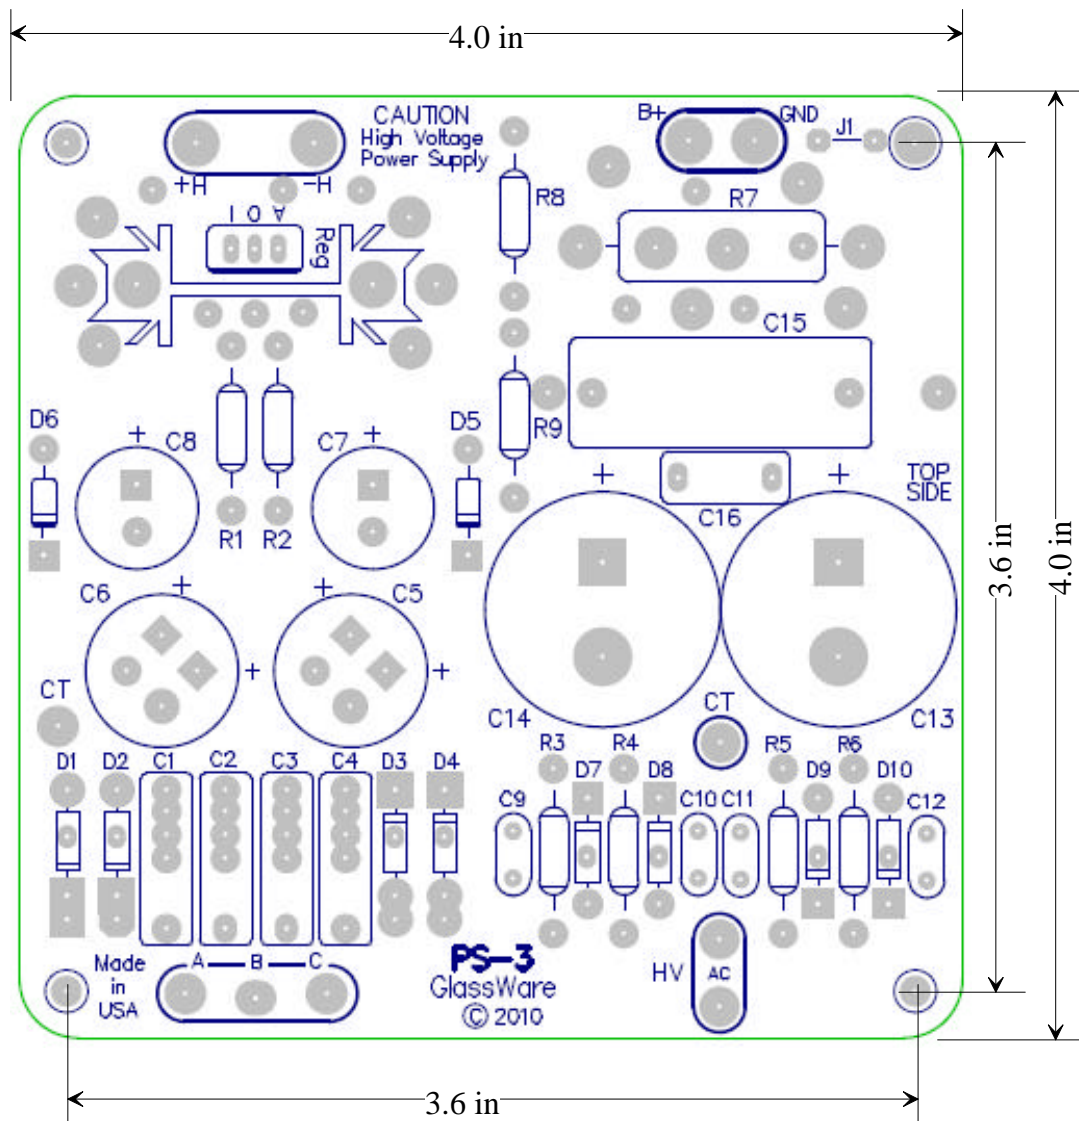 4.0 in
CAUTION
High Voltage
Power Supply
B+
GND
J1
+H
-H
R8
R7
I O A
Reg
C15
D6
C8
C7
D5
R9
TOP
SIDE
C16
R1
R2
3.6 in
4.0 in
C6
C5
CT
C14
CT
C13
D1
D2
C1
C2
C3
C4
D3
D4
R3
R4
R5
R6
D7
D8
D9
D10
C9
C10
C11
C12
Made
in
USA
A
B
C
PS-3
GlassWare
© 2010
HV
AC
3.6 in